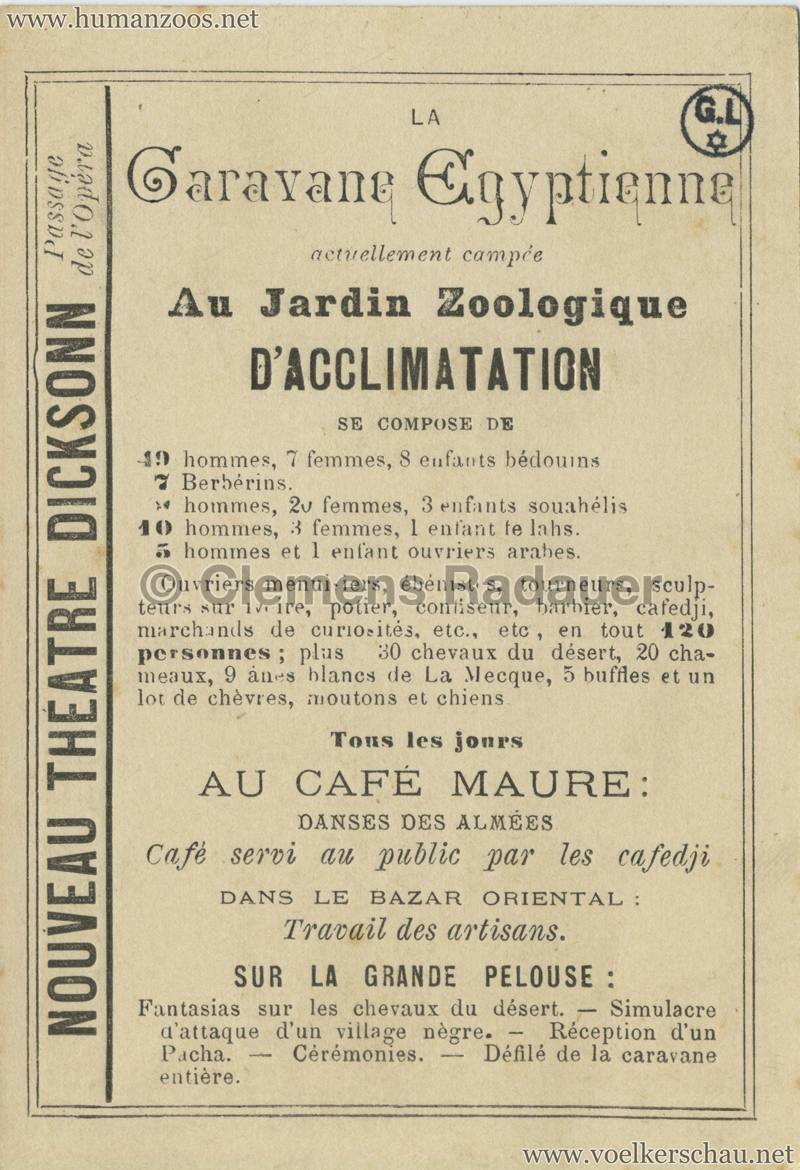 www.humanzoos.net
G.L
LA
Caravane Egyptienne
actuellement campée
Au Jardin Zoologique
D'ACCLIMATATION
SE COMPOSE DE
49 hommes, 7 femmes, 8 enfants bédouins
7 Berbérins.
hommes, 20 femmes, 3 enfants souahélis
10 hommes, 3 femmes, 1 enfant fe lahs.
5 hommes et 1 enfant ouvriers arabes.
Ouvriers menuisiers, ébénistes, tourneurs, sculp-
teurs sur ivoire, potier, confiseur, barbier, cafedji,
marchands de curiosités, etc., etc, en tout 120
personnes; plus 30 chevaux du désert, 20 cha-
meaux, 9 ânes blancs de La Mecque, 5 buffles et un
lot de chèvres, moutons et chiens
Tous les jours
AU CAFÉ MAURE:
DANSES DES ALMÉES
Café servi au public par les cafedji
DANS LE BAZAR ORIENTAL :
Travail des artisans.
SUR LA GRANDE PELOUSE :
Fantasias sur les chevaux du désert. — Simulacre
d'attaque d'un village nègre. — Réception d'un
Pacha. — Cérémonies. — Défilé de la caravane
entière.
NOUVEAU THÉATRE DICKSONN
Passage
de l'Opéra
© Clemens Radauer
www.voelkerschau.net